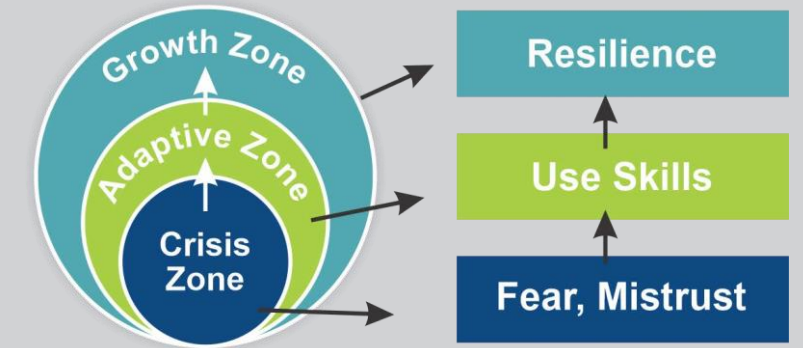 Growth Zone
Adaptive Zone
Crisis
Zone
Resilience
Use Skills
Fear, Mistrust